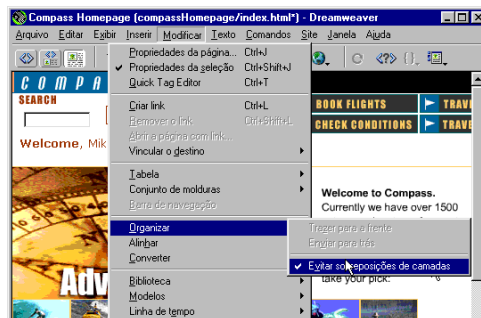 Compass Homepage (compassHomepage/index.html*) - Dreamweaver
Arquivo Editar Exibir Inserir Modificar Texto Comandos Site Janela Ajuda
Propriedades da página... Ctrl+J
Propriedades da seleção Ctrl+Shift+J
Quick Tag Editor Ctrl+T
Criar link Ctrl+L
Remover o link Ctrl+Shift+L
Abrir a página com link...
Vincular o destino
Tabela
Conjunto de molduras
Barra de navegação
Organizar
Alinhar
Converter
Biblioteca
Modelos
Linha de tempo
Trazer para a frente
Enviar para trás
Evitar sobreposições de camadas
COMPA
SEARCH
Welcome, Mik
Adv
BOOK FLIGHTS TRAV
CHECK CONDITIONS TRAV
Welcome to Compass.
Currently we have over 1500
take your pick: